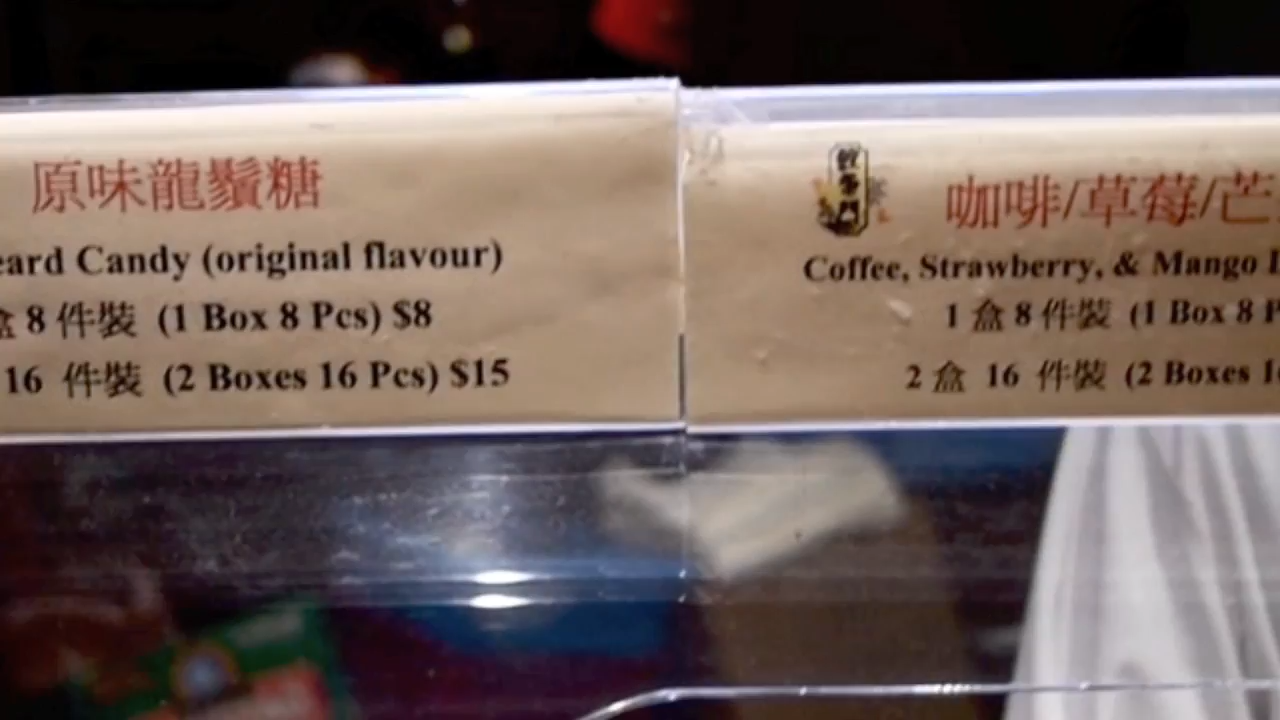 原味龍鬚糖
Candy (original flavour)
8 件裝 (1 Box 8 Pcs) $8
16 件裝 (2 Boxes 16 Pcs) $15
咖啡/草莓/芒
Coffee, Strawberry, & Mango
1 盒 8 件裝 (1 Box 8
2 盒 16 件裝 (2 Boxes